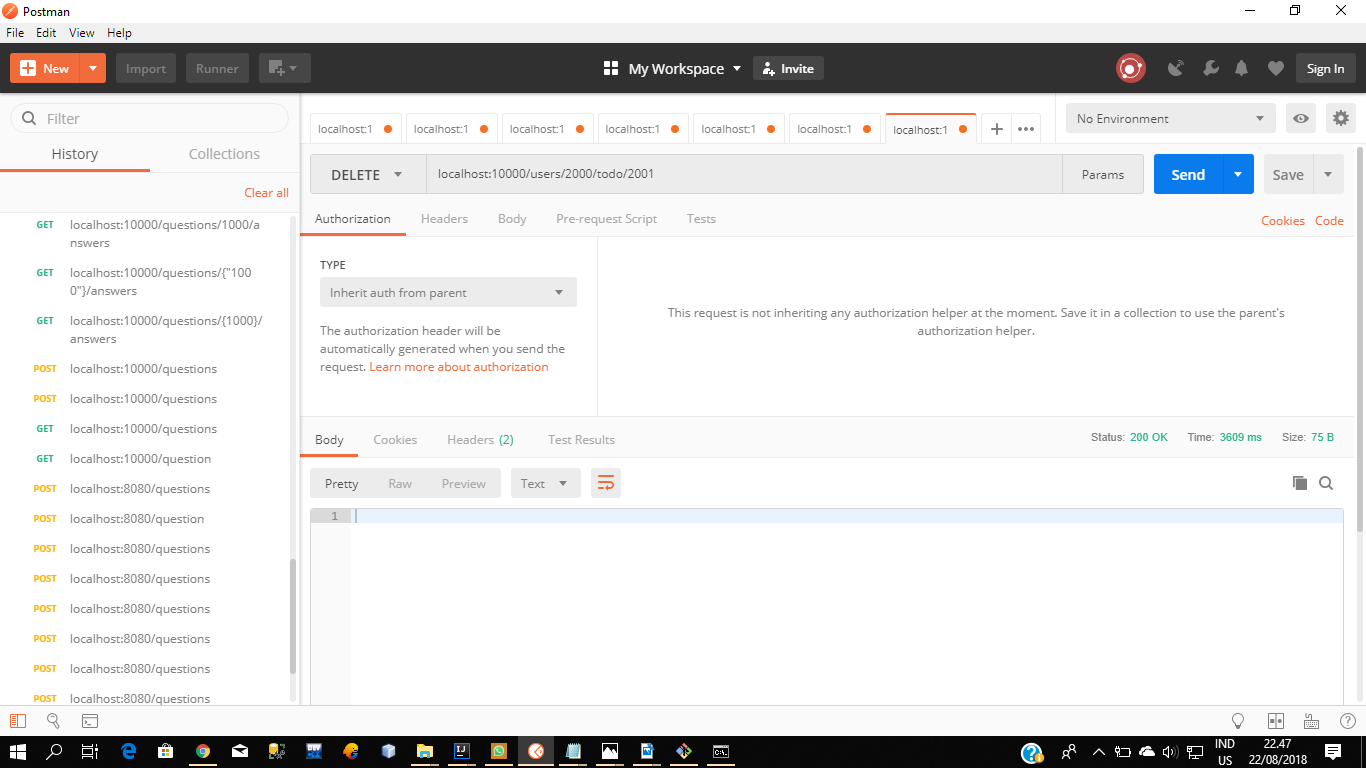 Postman
File Edit View Help
New Import Runner My Workspace Invite Sign In
Filter
History Collections
Clear all
GET localhost:10000/questions/1000/a
nswers
GET localhost:10000/questions/{"100
0"}/answers
GET localhost:10000/questions/{1000}/
answers
POST localhost:10000/questions
POST localhost:10000/questions
GET localhost:10000/questions
GET localhost:10000/question
POST localhost:8080/questions
POST localhost:8080/question
POST localhost:8080/questions
POST localhost:8080/questions
POST localhost:8080/questions
POST localhost:8080/questions
POST localhost:8080/questions
POST localhost:8080/questions
localhost:1 localhost:1 localhost:1 localhost:1 localhost:1 localhost:1 localhost:1
No Environment
DELETE localhost:10000/users/2000/todo/2001 Params Send Save
Authorization Headers Body Pre-request Script Tests Cookies Code
TYPE
Inherit auth from parent
The authorization header will be
automatically generated when you send the
request. Learn more about authorization
This request is not inheriting any authorization helper at the moment. Save it in a collection to use the parent's
authorization helper.
Body Cookies Headers (2) Test Results Status: 200 OK Time: 3609 ms Size: 75 B
Pretty Raw Preview Text
1
IND 22.47
US 22/08/2018